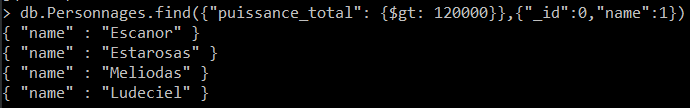 > db.Personnages.find({"puissance_total": {$gt: 120000}},{"_id":0,"name":1})
{ "name" : "Escanor" }
{ "name" : "Estarosas" }
{ "name" : "Meliodas" }
{ "name" : "Ludeciel" }